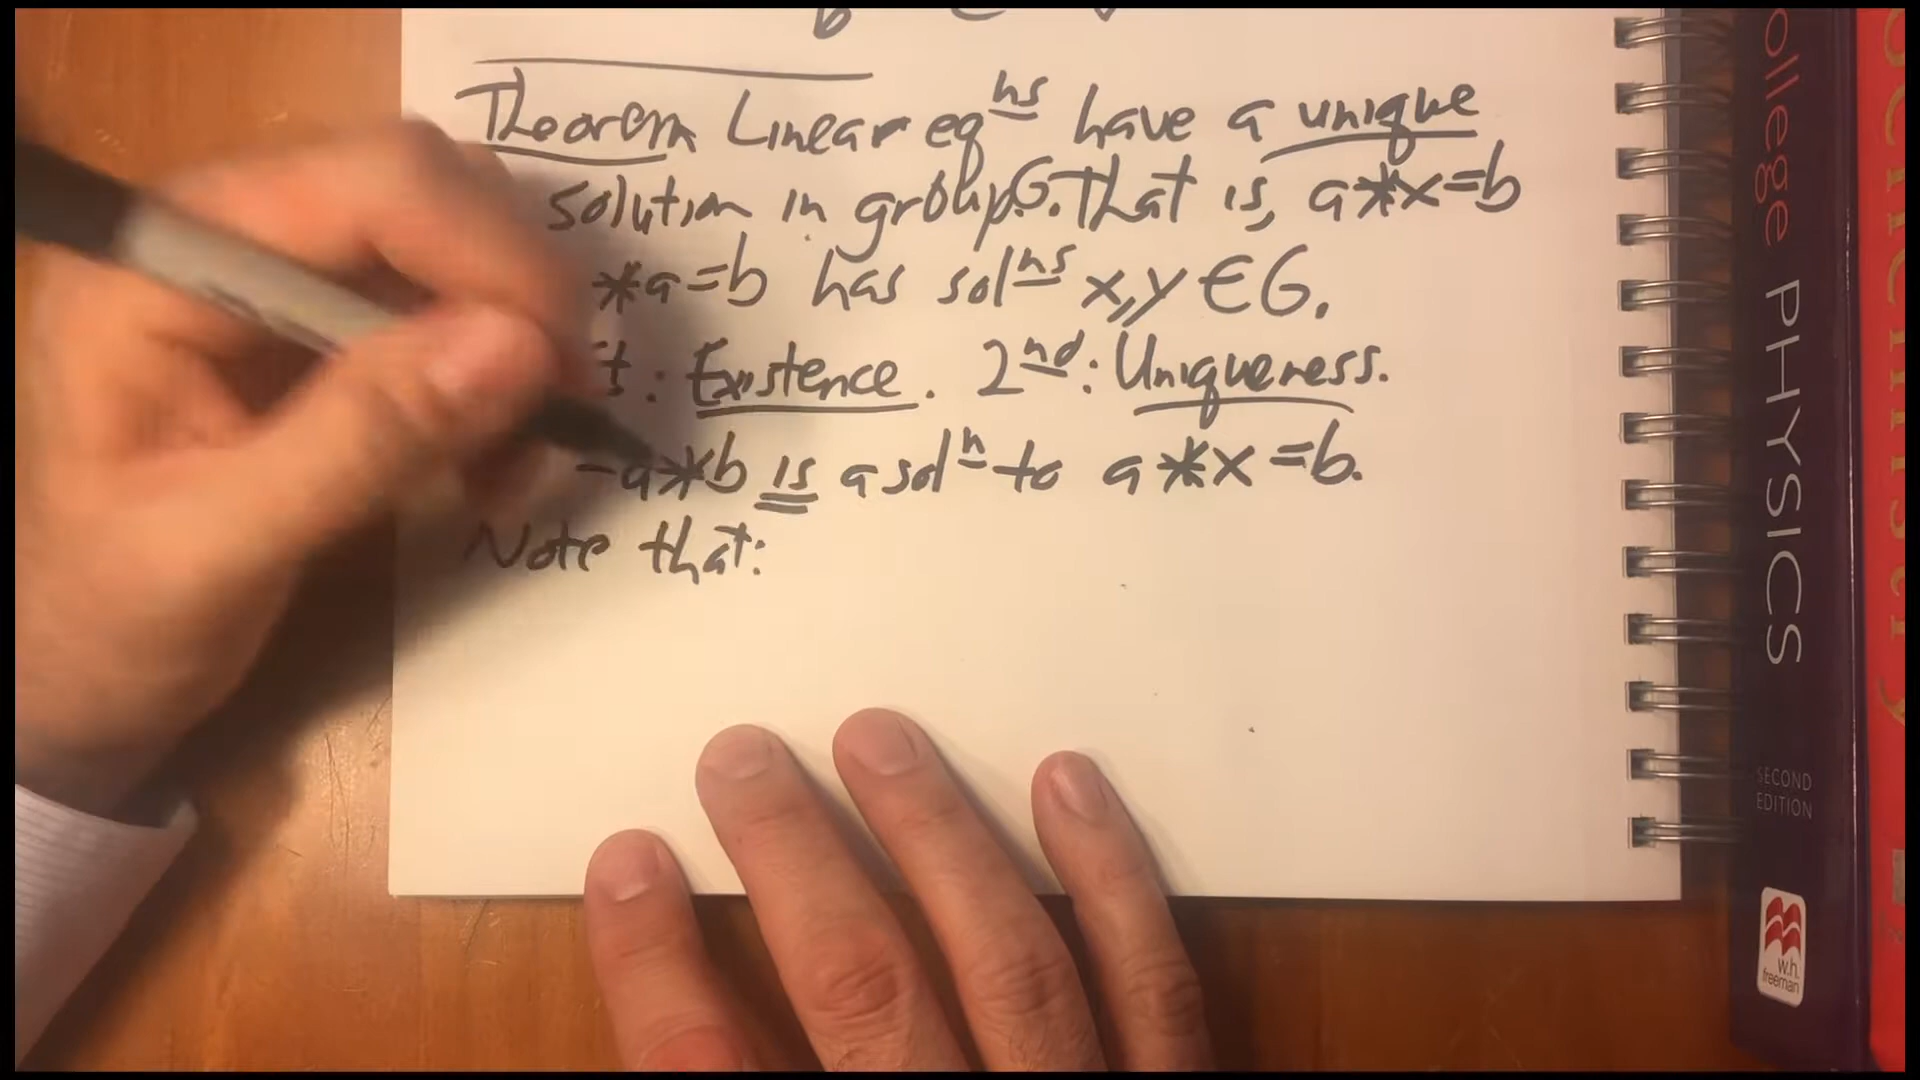 Theorem Linear eqns have a unique
solution in group G. That is, a*x=b
*a=b has solns x,y ∈ G.
: Existence. 2nd: Uniqueness.
-a*b is a soln to a*x=b.
Note that:
ollege PHYSICS
SECOND
EDITION
w.h.
freeman